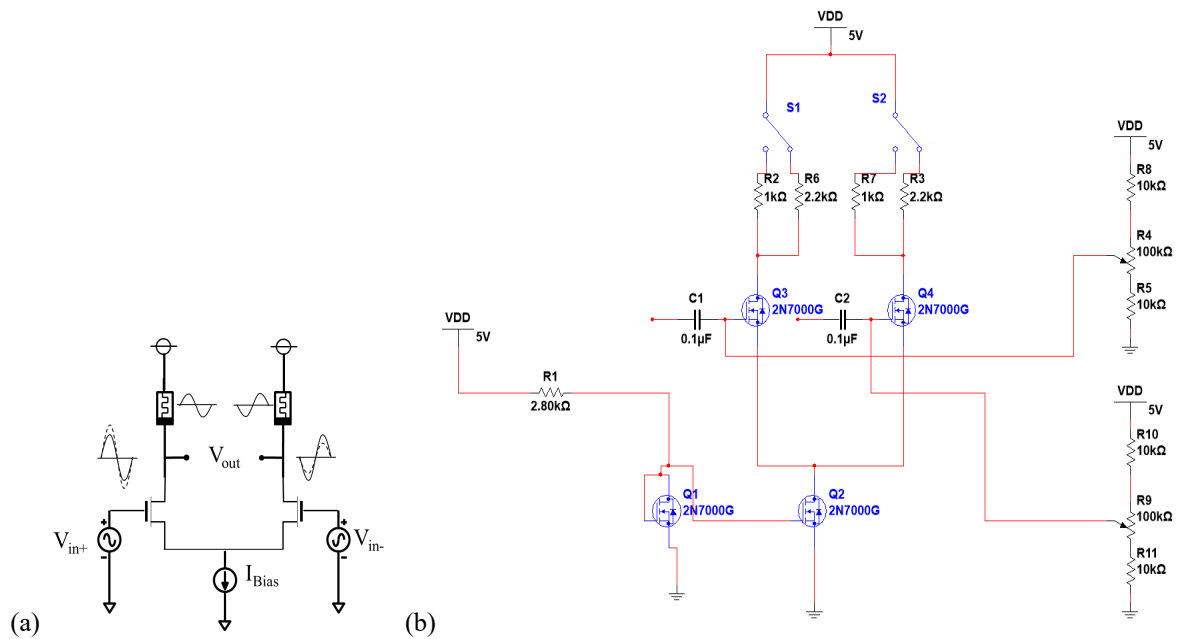 VDD
5V
S1
S2
R2
1kΩ
R6
2.2kΩ
R7
1kΩ
R3
2.2kΩ
VDD
5V
R8
10kΩ
R4
100kΩ
R5
10kΩ
C1
0.1µF
Q3
2N7000G
C2
0.1µF
Q4
2N7000G
VDD
5V
R1
2.80kΩ
Q1
2N7000G
Q2
2N7000G
VDD
5V
R10
10kΩ
R9
100kΩ
R11
10kΩ
Vout
Vin+
+
-
Vin-
+
-
IBias
(a)
(b)